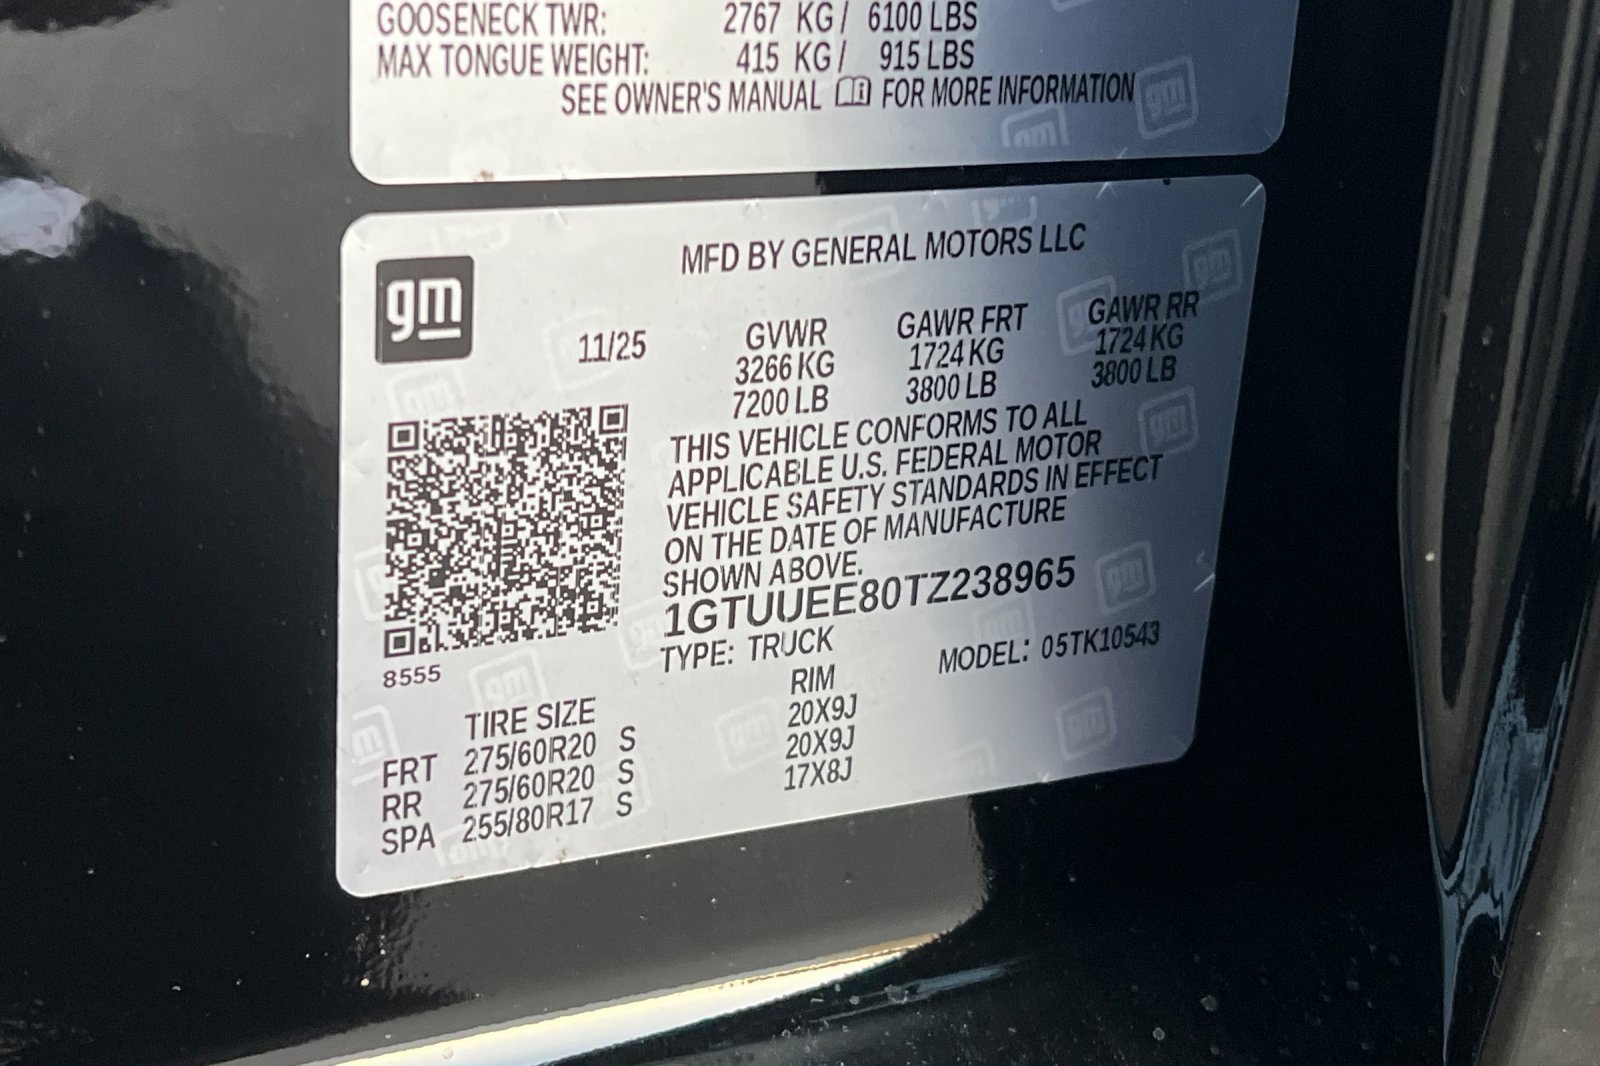 GOOSENECK TWR: 2767 KG / 6100 LBS
MAX TONGUE WEIGHT: 415 KG / 915 LBS
SEE OWNER'S MANUAL FOR MORE INFORMATION
gm
MFD BY GENERAL MOTORS LLC
11/25 GVWR GAWR FRT GAWR RR
3266 KG 1724 KG 1724 KG
7200 LB 3800 LB 3800 LB
THIS VEHICLE CONFORMS TO ALL
APPLICABLE U.S. FEDERAL MOTOR
VEHICLE SAFETY STANDARDS IN EFFECT
ON THE DATE OF MANUFACTURE
SHOWN ABOVE.
1GTUUEE80TZ238965
TYPE: TRUCK MODEL: 05TK10543
8555
TIRE SIZE RIM
FRT 275/60R20 S 20X9J
RR 275/60R20 S 20X9J
SPA 255/80R17 S 17X8J